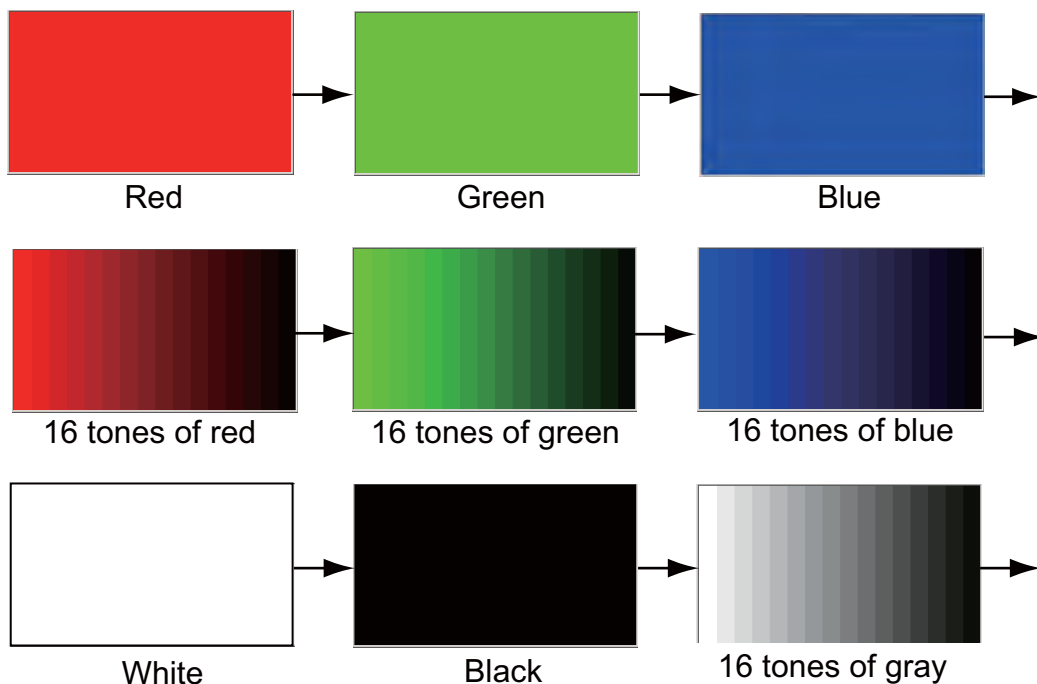 Red
Green
Blue
16 tones of red
16 tones of green
16 tones of blue
White
Black
16 tones of gray